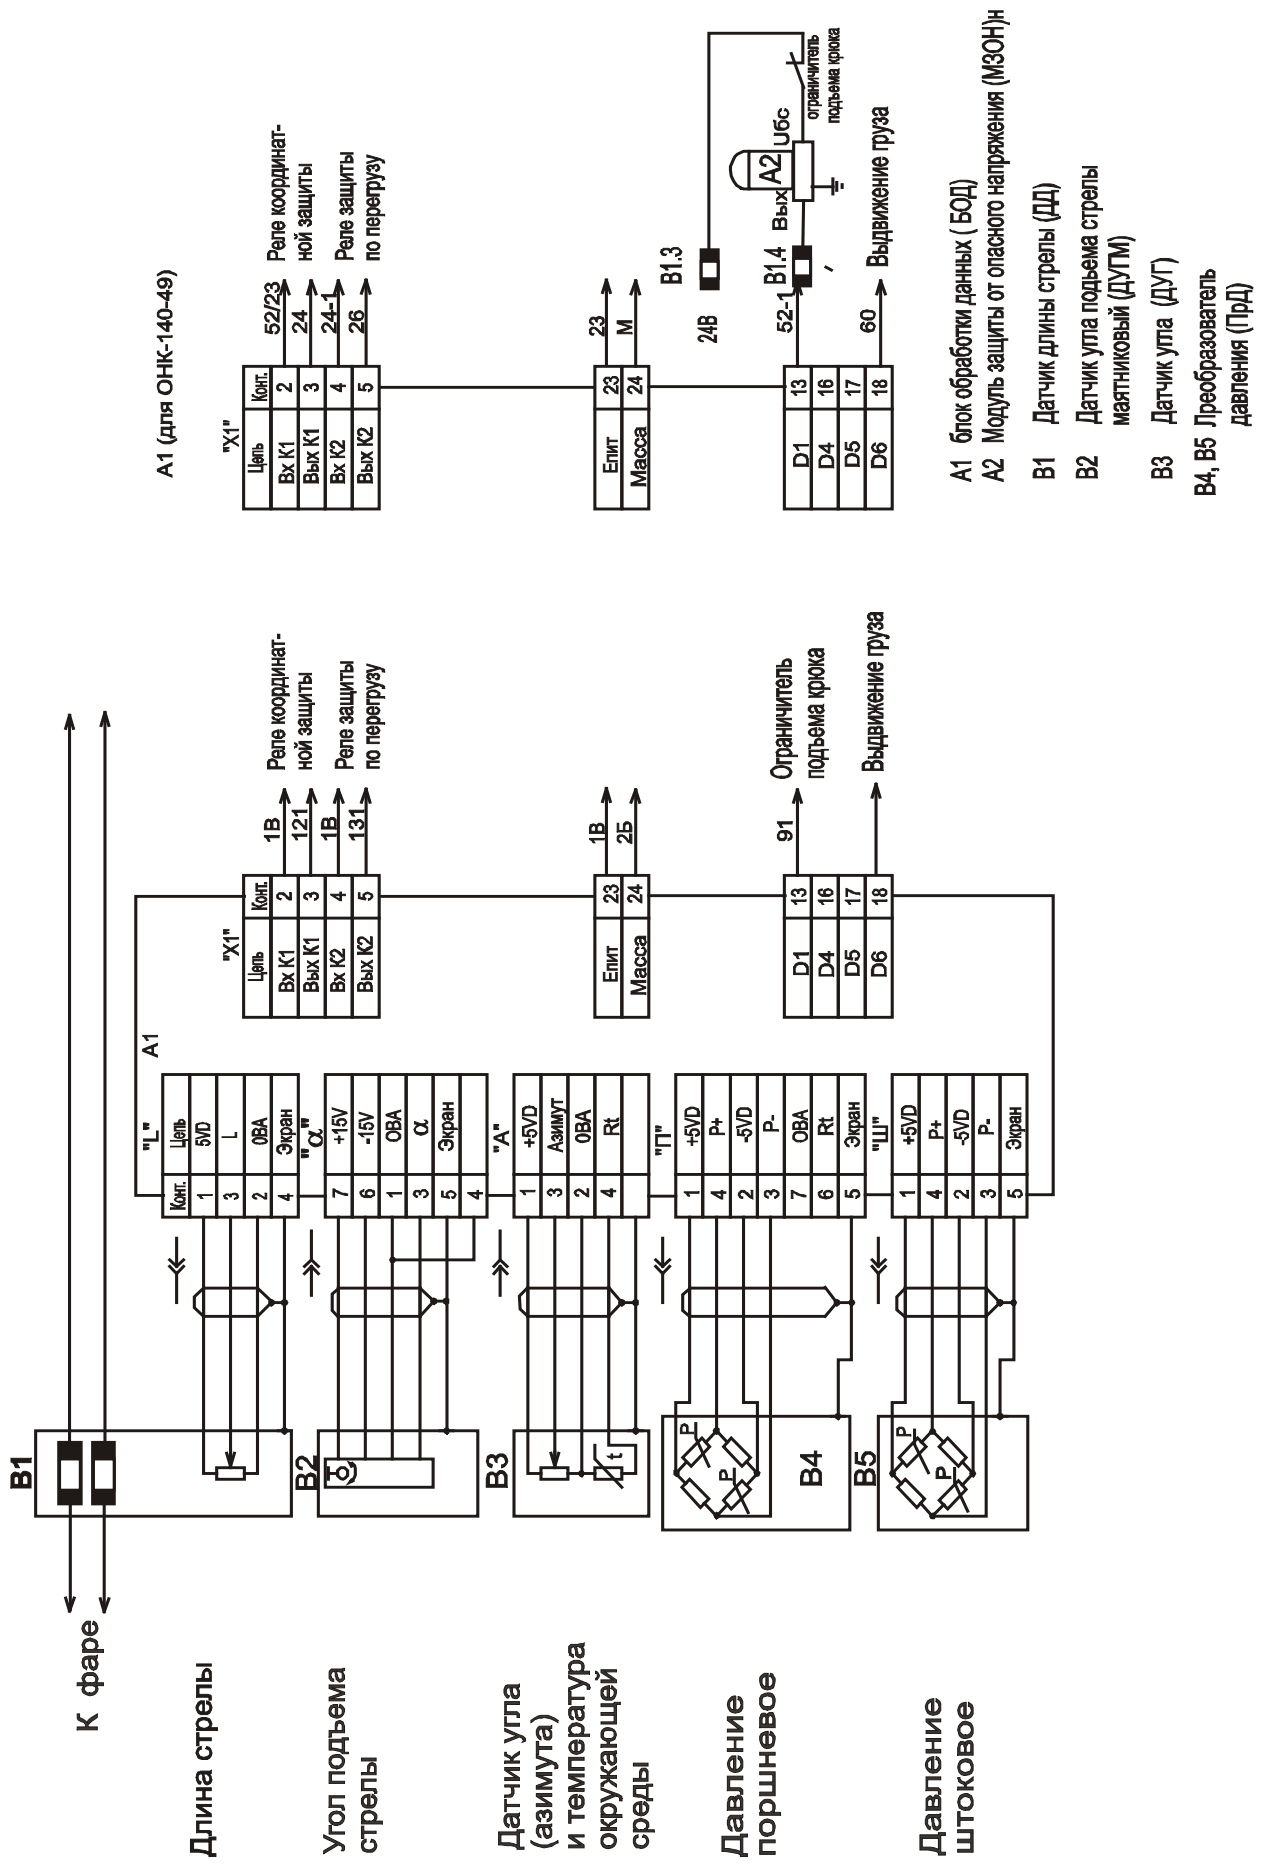 В1
К фаре
Длина стрелы
Угол подъема
стрелы
Датчик угла
(азимута)
и температура
окружающей
среды
Давление
поршневое
Давление
штоковое
В2
В3
t
Р
Р
В4
В5
Р
Р
А1
"L"
Конт. Цепь
1 5VD
3 L
2 0ВА
4 Экран
"α"
7 +15V
6 -15V
1 ОВА
3 α
5 Экран
4
"А"
1 +5VD
3 Азимут
2 0ВА
4 Rt
"П"
1 +5VD
4 Р+
2 -5VD
3 Р-
7 ОВА
6 Rt
5 Экран
"Ш"
1 +5VD
4 Р+
2 -5VD
3 Р-
5 Экран
"Х1"
Цепь Конт.
Вх К1 2 1В
Вых К1 3 121
Вх К2 4 1В
Вых К2 5 131
Реле координат-
ной защиты
Реле защиты
по перегрузу
Епит 23 1В
Масса 24 2Б
D1 13 91
D4 16
D5 17
D6 18
Ограничитель
подъема крюка
Выдвижение груза
А1 (для ОНК-140-49)
"Х1"
Цепь Конт.
Вх К1 2 52/23
Вых К1 3 24
Вх К2 4 24-1
Вых К2 5 26
Реле координат-
ной защиты
Реле защиты
по перегрузу
Епит 23 23
Масса 24 М
D1 13 52-1
D4 16
D5 17
D6 18 60
24В
В1.3
В1.4
Вых
А2
Uбс
ограничитель
подъема крюка
Выдвижение груза
А1 блок обработки данных ( БОД)
А2 Модуль защиты от опасного напряжения (МЗОН)н
В1 Датчик длины стрелы (ДД)
В2 Датчик угла подьема стрелы
маятниковый (ДУГМ)
В3 Датчик угла (ДУГ)
В4, В5 Лреобразователь
давления (ПрД)